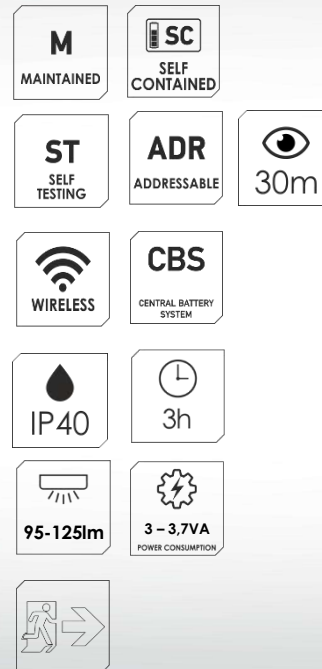 M
MAINTAINED
SC
SELF
CONTAINED
ST
SELF
TESTING
ADR
ADDRESSABLE
30m
WIRELESS
CBS
CENTRAL BATTERY
SYSTEM
IP40
3h
95-125lm
3 – 3,7VA
POWER CONSUMPTION